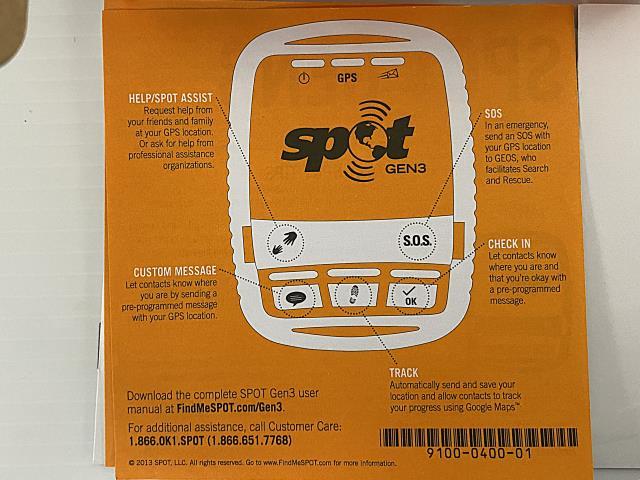 GPS
spot
GEN3
HELP/SPOT ASSIST
Request help from
your friends and family
at your GPS location.
Or ask for help from
professional assistance
organizations.
SOS
In an emergency,
send an SOS with
your GPS location
to GEOS, who
facilitates Search
and Rescue.
S.O.S.
CUSTOM MESSAGE
Let contacts know where
you are by sending a
pre-programmed message
with your GPS location.
CHECK IN
Let contacts know
where you are and
that you're okay with
a pre-programmed
message.
OK
TRACK
Automatically send and save your
location and allow contacts to track
your progress using Google Maps™
Download the complete SPOT Gen3 user
manual at FindMeSPOT.com/Gen3.
For additional assistance, call Customer Care:
1.866.OK1.SPOT (1.866.651.7768)
9100-0400-01
© 2013 SPOT, LLC. All rights reserved. Go to www.FindMeSPOT.com for more information.